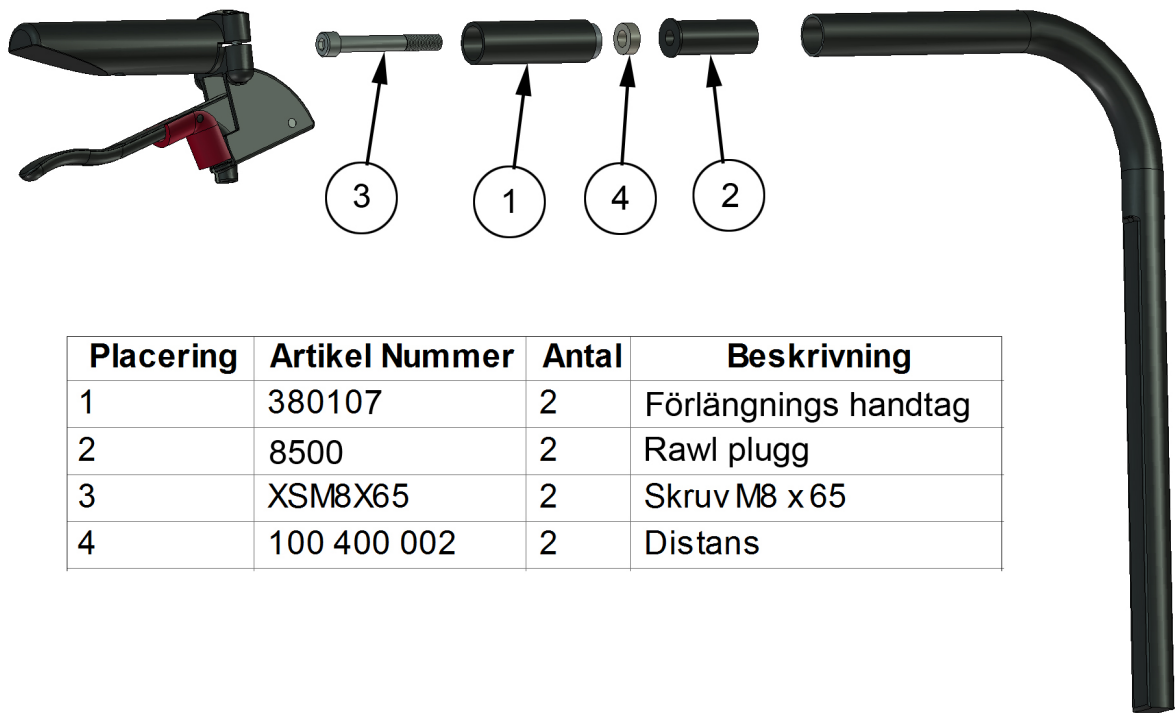 3
1
4
2
Placering Artikel Nummer Antal Beskrivning
1 380107 2 Förlängnings handtag
2 8500 2 Rawl plugg
3 XSM8X65 2 Skruv M8 x 65
4 100 400 002 2 Distans